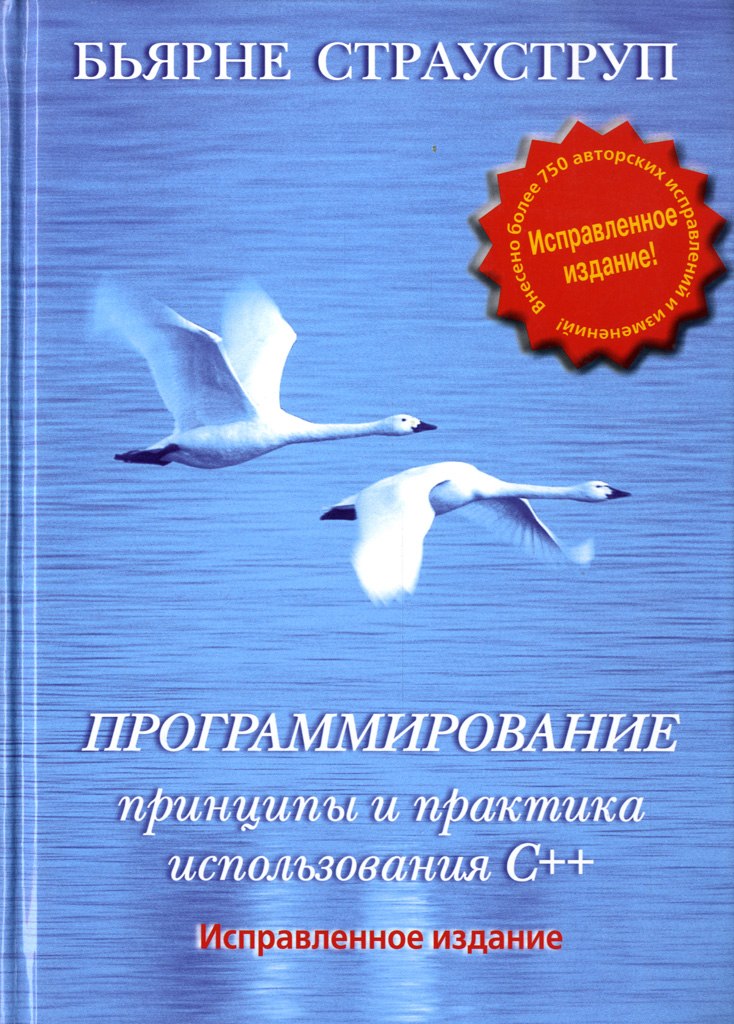 БЬЯРНЕ СТРАУСТРУП
Внесено более 750 авторских исправлений и изменений!
Исправленное
издание!
ПРОГРАММИРОВАНИЕ
принципы и практика
использования С++
Исправленное издание